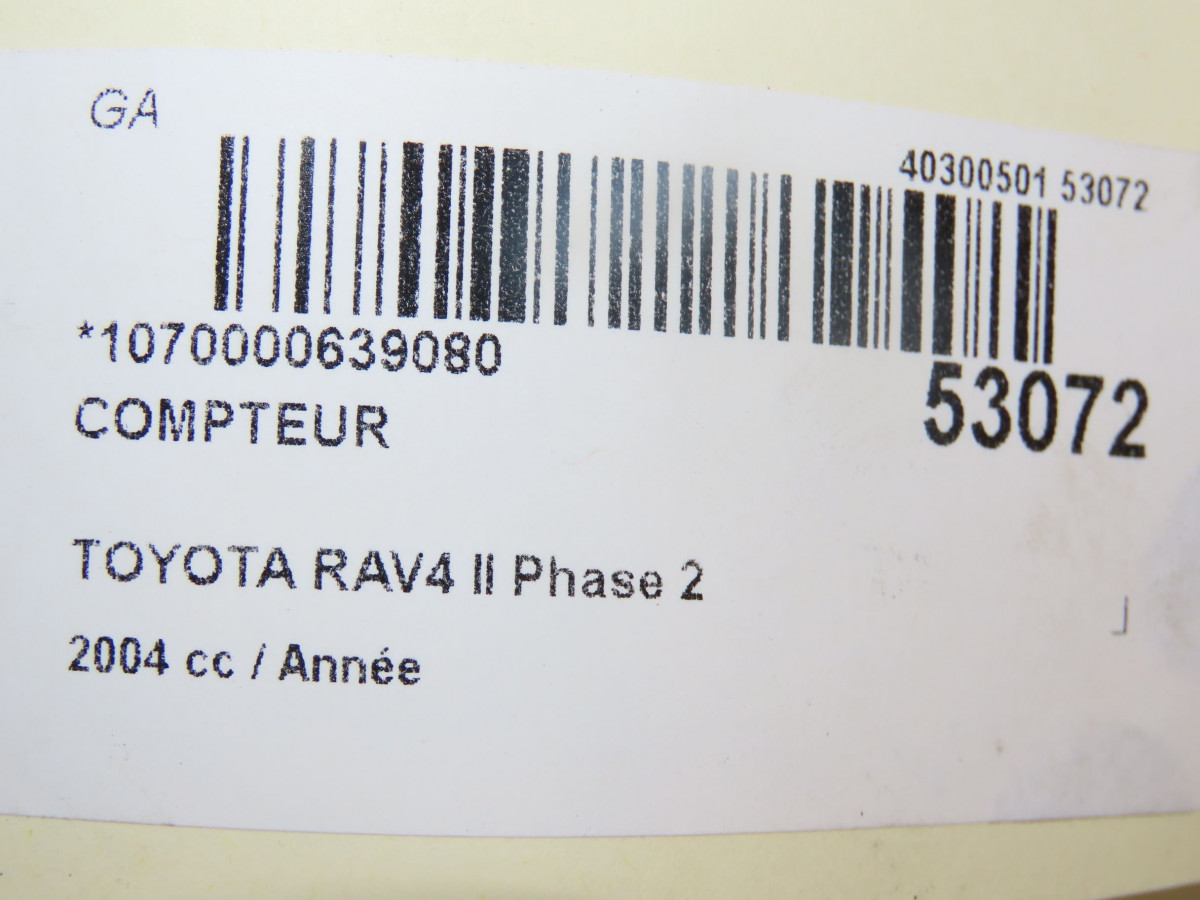 GA
40300501 53072
*1070000639080
53072
COMPTEUR
TOYOTA RAV4 II Phase 2
2004 cc / Année